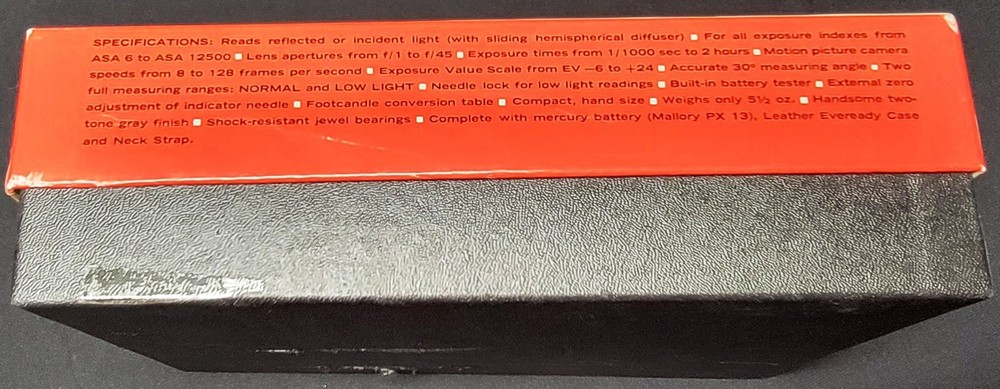 SPECIFICATIONS: Reads reflected or incident light (with sliding hemispherical diffuser) ■ For all exposure indexes from
ASA 6 to ASA 12500 ■ Lens apertures from f/1 to f/45 ■ Exposure times from 1/1000 sec to 2 hours ■ Motion picture camera
speeds from 8 to 128 frames per second ■ Exposure Value Scale from EV −6 to +24 ■ Accurate 30° measuring angle ■ Two
full measuring ranges: NORMAL and LOW LIGHT ■ Needle lock for low light readings ■ Built-in battery tester ■ External zero
adjustment of indicator needle ■ Footcandle conversion table ■ Compact, hand size ■ Weighs only 5½ oz. ■ Handsome two-
tone gray finish ■ Shock-resistant jewel bearings ■ Complete with mercury battery (Mallory PX 13), Leather Eveready Case
and Neck Strap.